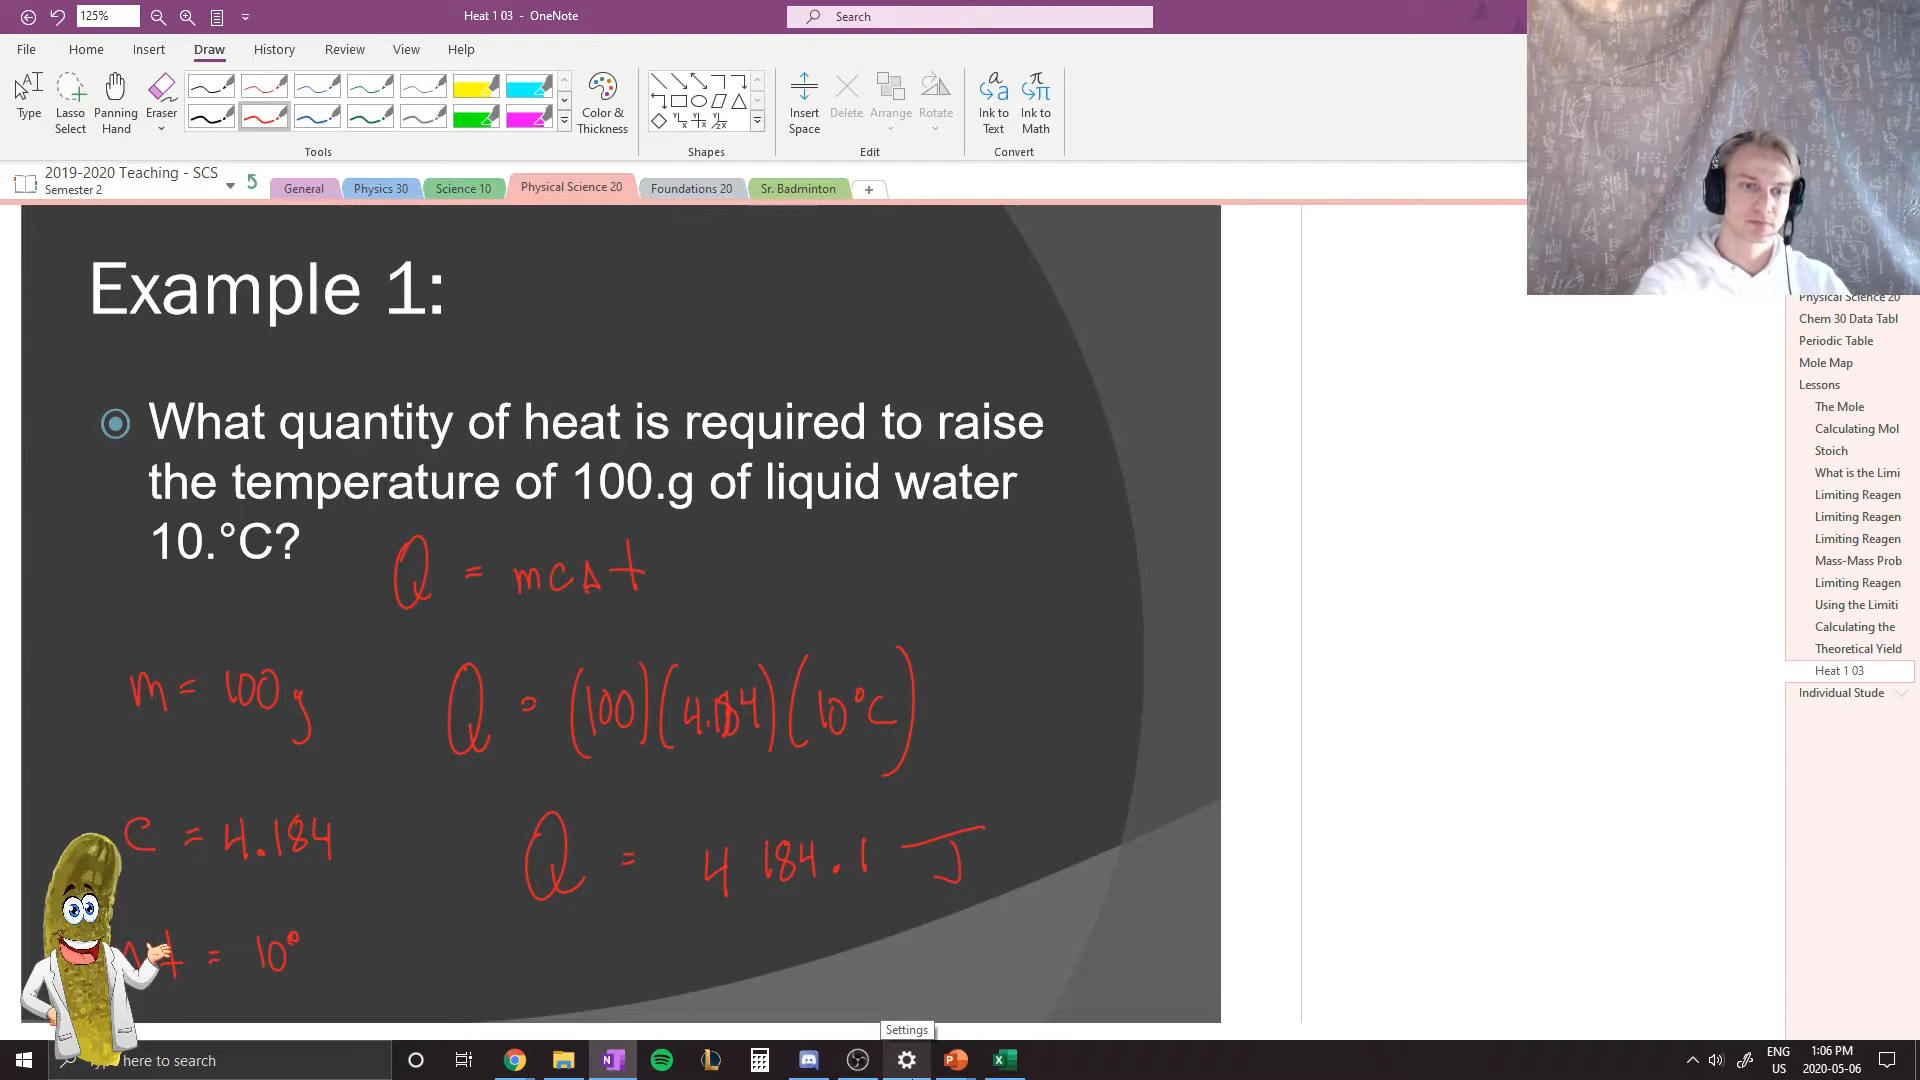 125%
Heat 1 03 - OneNote
Search
File Home Insert Draw History Review View Help
Type
Lasso Select
Panning Hand
Eraser
Color & Thickness
Insert Space
Delete
Arrange
Rotate
Ink to Text
Ink to Math
Tools
Shapes
Edit
Convert
2019-2020 Teaching - SCS
Semester 2
General Physics 30 Science 10 Physical Science 20 Foundations 20 Sr. Badminton +
Example 1:
What quantity of heat is required to raise
the temperature of 100.g of liquid water
10.°C?
Q = mcΔt
m = 100g
Q = (100)(4.184)(10°C)
c = 4.184
Q = 4 184.1 J
t = 10°
Physical Science 20
Chem 30 Data Tabl
Periodic Table
Mole Map
Lessons
The Mole
Calculating Mol
Stoich
What is the Limi
Limiting Reagen
Limiting Reagen
Limiting Reagen
Mass-Mass Prob
Limiting Reagen
Using the Limiti
Calculating the
Theoretical Yield
Heat 1 03
Individual Stude
Settings
here to search
ENG
US
1:06 PM
2020-05-06